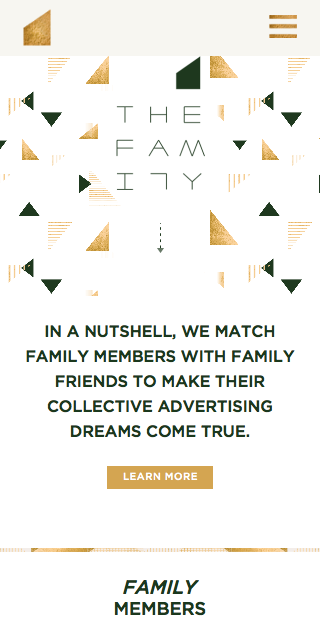 THE
FAM
ILY
IN A NUTSHELL, WE MATCH
FAMILY MEMBERS WITH FAMILY
FRIENDS TO MAKE THEIR
COLLECTIVE ADVERTISING
DREAMS COME TRUE.
LEARN MORE
FAMILY
MEMBERS